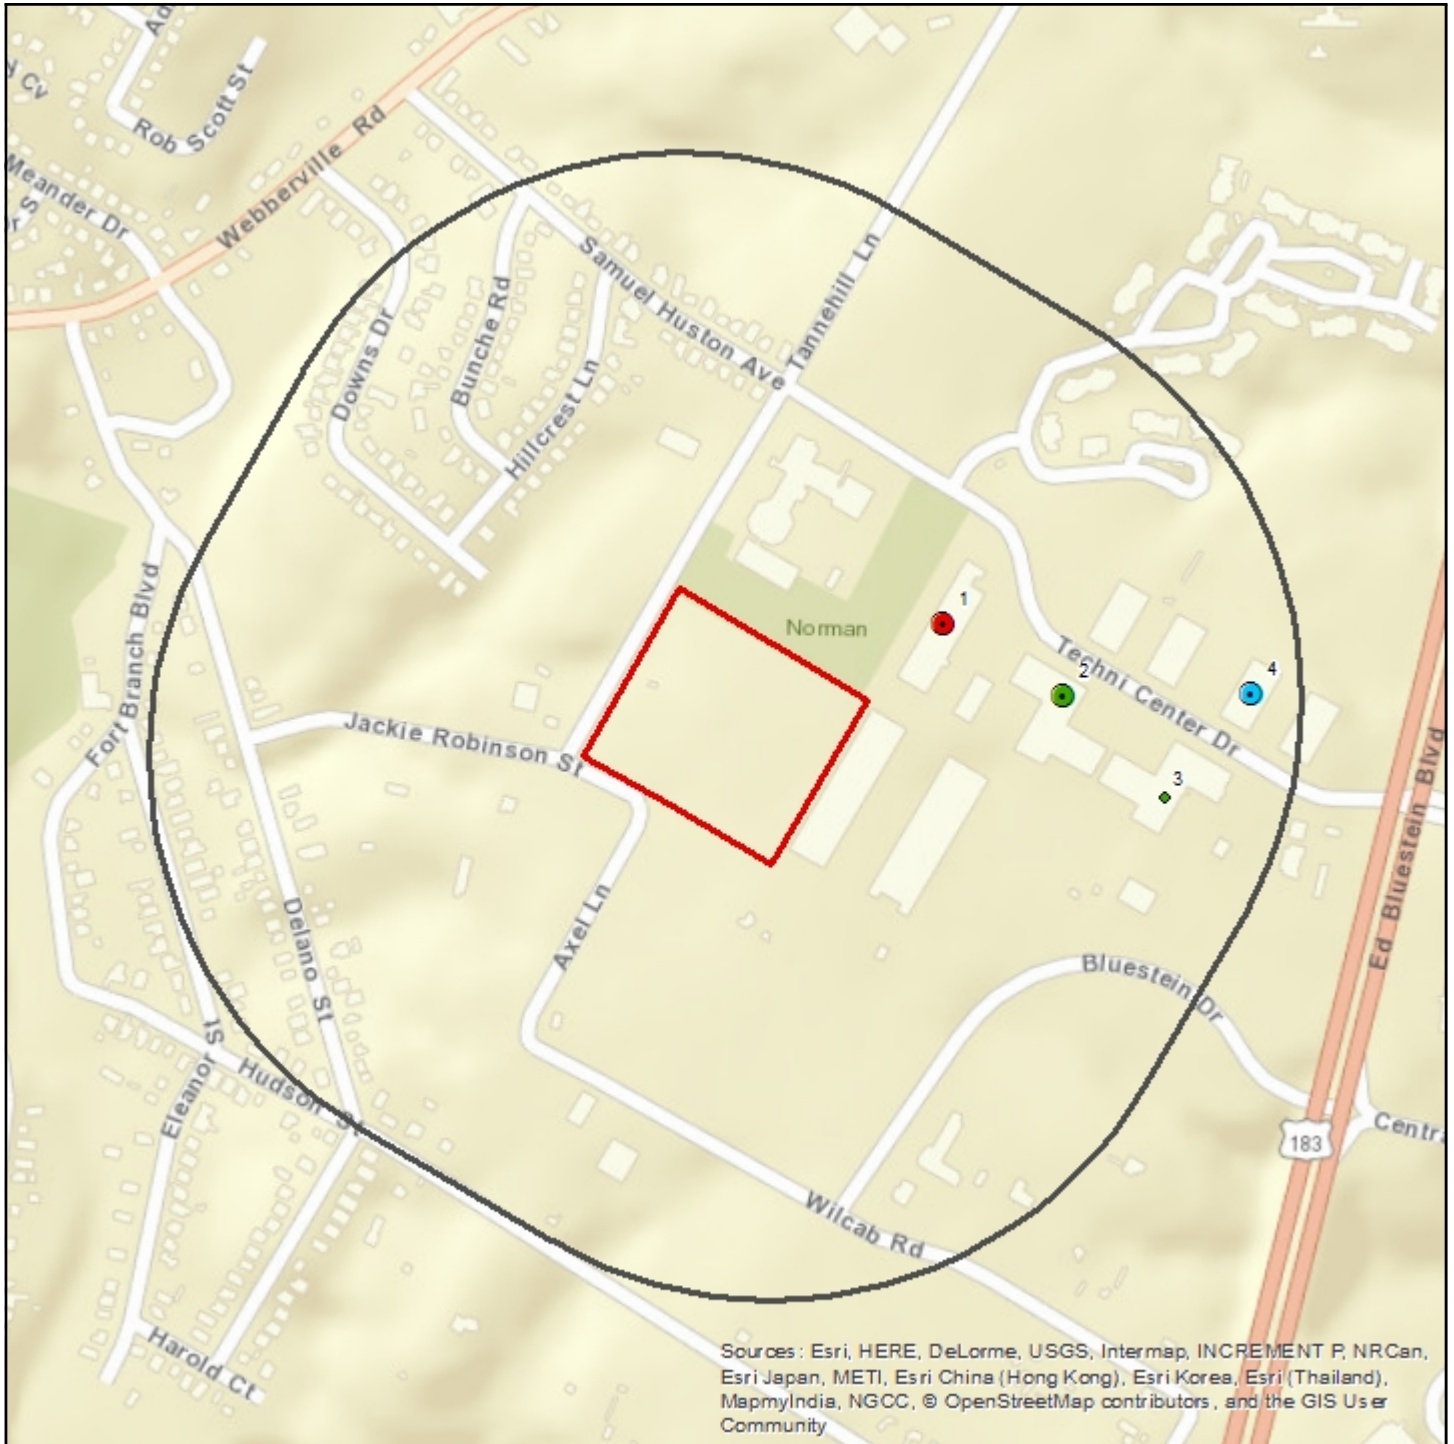 Ad
y Cv
Rob Scott St
Webberville Rd
Meander Dr
Dr S
Samuel Huston Ave
Tannehill Ln
Bunche Rd
Downs Dr
Hillcrest Ln
Norman
1
2
4
3
Techni Center Dr
Fort Branch Blvd
Jackie Robinson St
Axel Ln
Delano St
Ed Bluestein Blvd
Bluestein Dr
Eleanor St
Hudson St
183
Centra
Wilcab Rd
Harold Ct
Sources: Esri, HERE, DeLorme, USGS, Intermap, INCREMENT P, NRCan,
Esri Japan, METI, Esri China (Hong Kong), Esri Korea, Esri (Thailand),
MapmyIndia, NGCC, © OpenStreetMap contributors, and the GIS User
Community